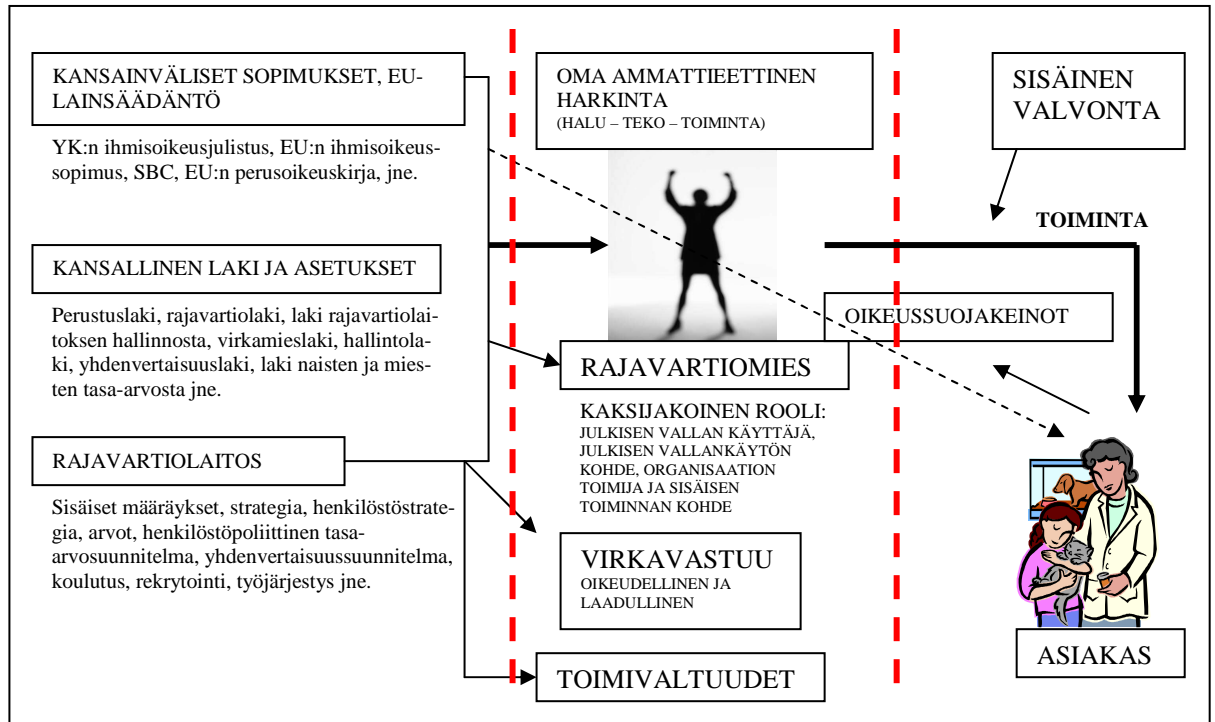 KANSAINVÄLISET SOPIMUKSET, EU-
LAINSÄÄDÄNTÖ
YK:n ihmisoikeusjulistus, EU:n ihmisoikeus-
sopimus, SBC, EU:n perusoikeuskirja, jne.
KANSALLINEN LAKI JA ASETUKSET
Perustuslaki, rajavartiolaki, laki rajavartiolai-
toksen hallinnosta, virkamieslaki, hallintola-
ki, yhdenvertaisuuslaki, laki naisten ja mies-
ten tasa-arvosta jne.
RAJAVARTIOLAITOS
Sisäiset määräykset, strategia, henkilöstöstrate-
gia, arvot, henkilöstöpoliittinen tasa-
arvosuunnitelma, yhdenvertaisuussuunnitelma,
koulutus, rekrytointi, työjärjestys jne.
OMA AMMATTIEETTINEN
HARKINTA
(HALU – TEKO – TOIMINTA)
RAJAVARTIOMIES
KAKSIJAKOINEN ROOLI:
JULKISEN VALLAN KÄYTTÄJÄ,
JULKISEN VALLANKÄYTÖN
KOHDE, ORGANISAATION
TOIMIJA JA SISÄISEN
TOIMINNAN KOHDE
VIRKAVASTUU
OIKEUDELLINEN JA
LAADULLINEN
TOIMIVALTUUDET
SISÄINEN
VALVONTA
TOIMINTA
OIKEUSSUOJAKEINOT
ASIAKAS